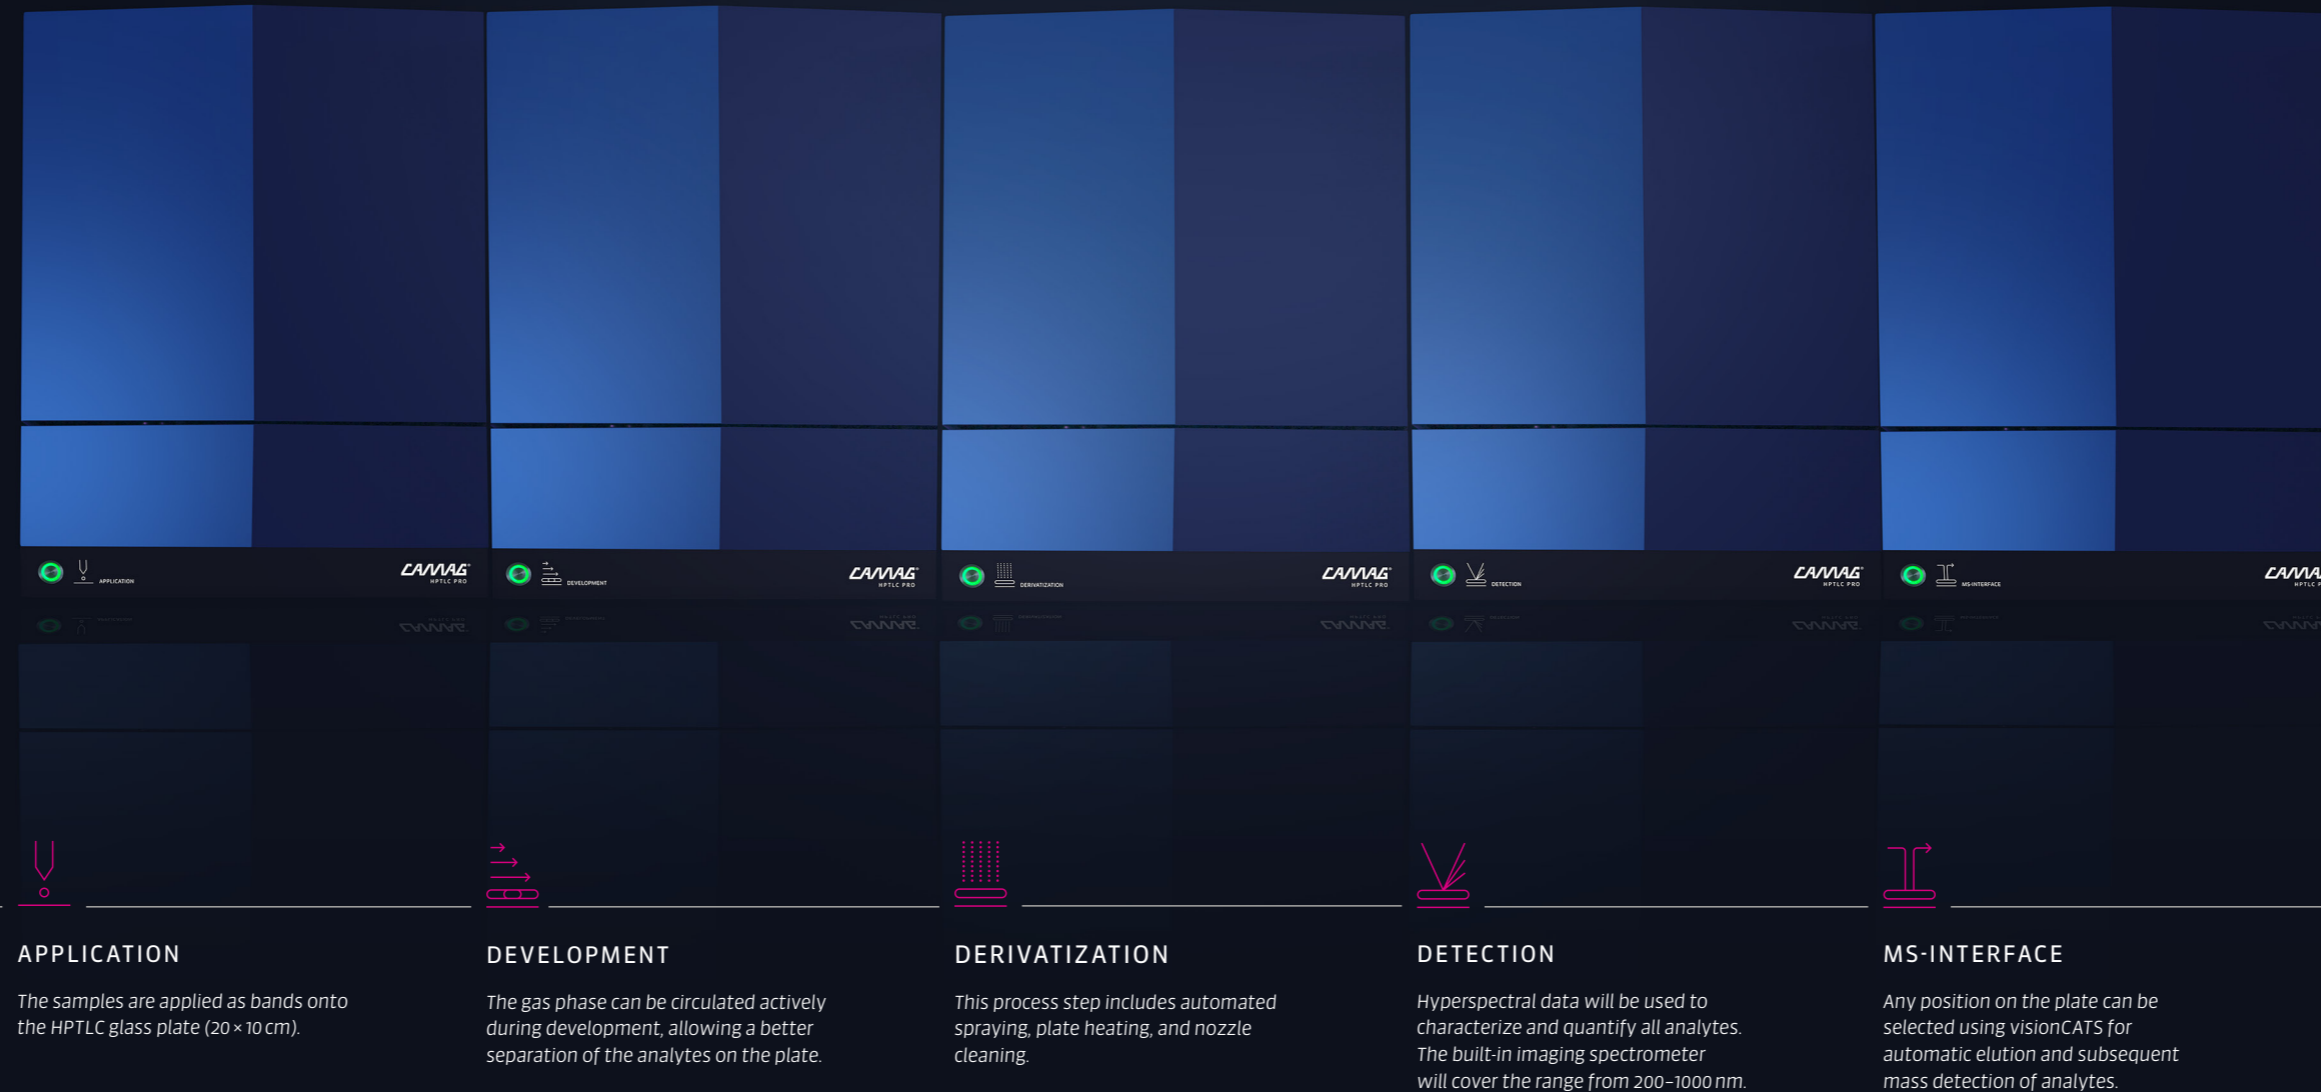 APPLICATION
CAMAG
HPTLC PRO
DEVELOPMENT
CAMAG
HPTLC PRO
DERIVATIZATION
CAMAG
HPTLC PRO
DETECTION
CAMAG
HPTLC PRO
MS-INTERFACE
CAMA
HPTLC P
APPLICATION
The samples are applied as bands onto
the HPTLC glass plate (20 × 10 cm).
DEVELOPMENT
The gas phase can be circulated actively
during development, allowing a better
separation of the analytes on the plate.
DERIVATIZATION
This process step includes automated
spraying, plate heating, and nozzle
cleaning.
DETECTION
Hyperspectral data will be used to
characterize and quantify all analytes.
The built-in imaging spectrometer
will cover the range from 200–1000 nm.
MS-INTERFACE
Any position on the plate can be
selected using visionCATS for
automatic elution and subsequent
mass detection of analytes.